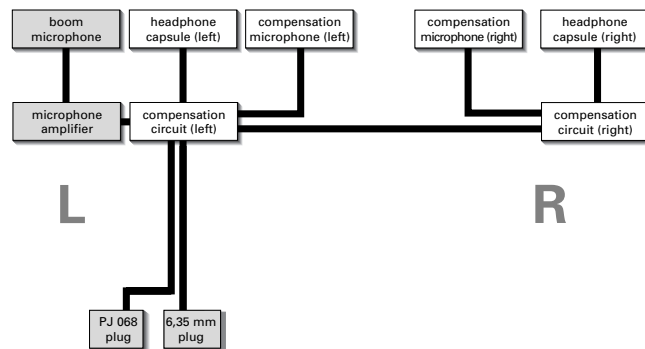 boom
microphone
headphone
capsule (left)
compensation
microphone (left)
compensation
microphone (right)
headphone
capsule (right)
microphone
amplifier
compensation
circuit (left)
compensation
circuit (right)
L
R
PJ 068
plug
6,35 mm
plug